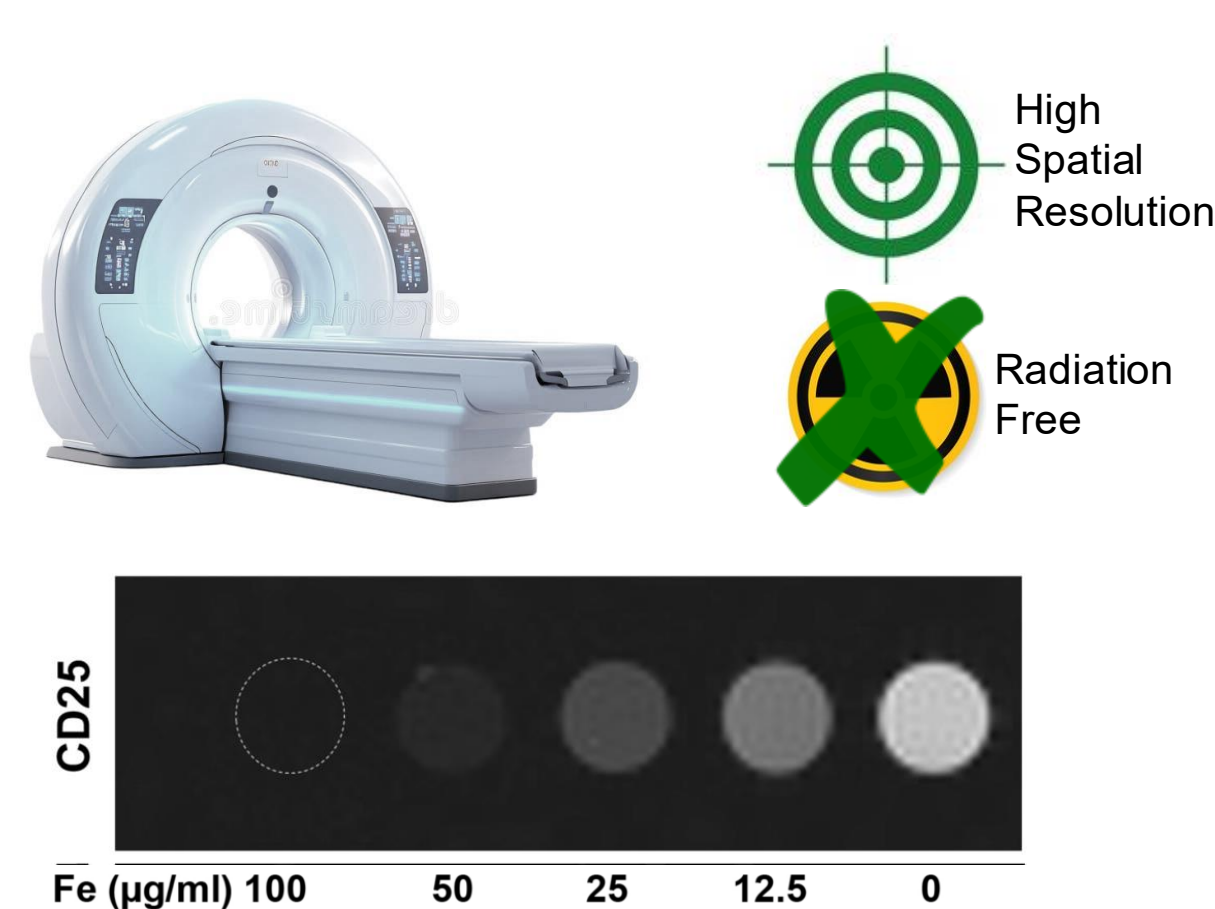 High
Spatial
Resolution
Radiation
Free
CD25
Fe (µg/ml) 100 50 25 12.5 0